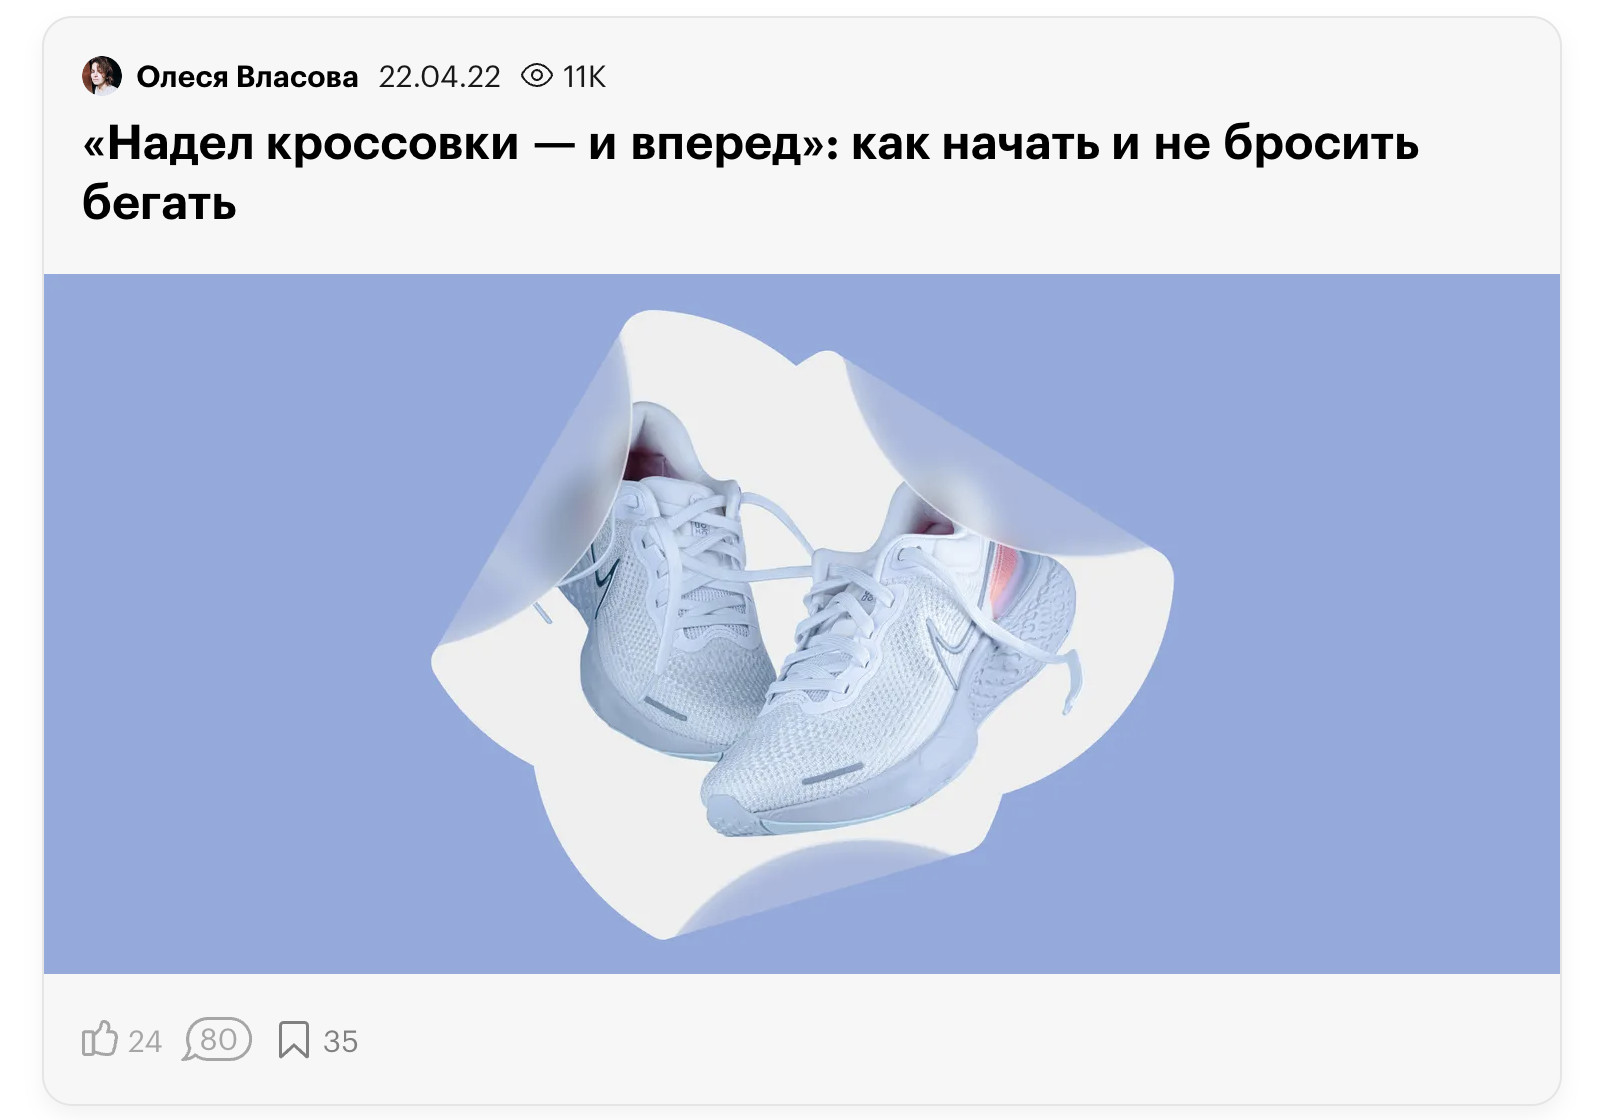 Олеся Власова 22.04.22 11K
«Надел кроссовки — и вперед»: как начать и не бросить
бегать
24 80 35